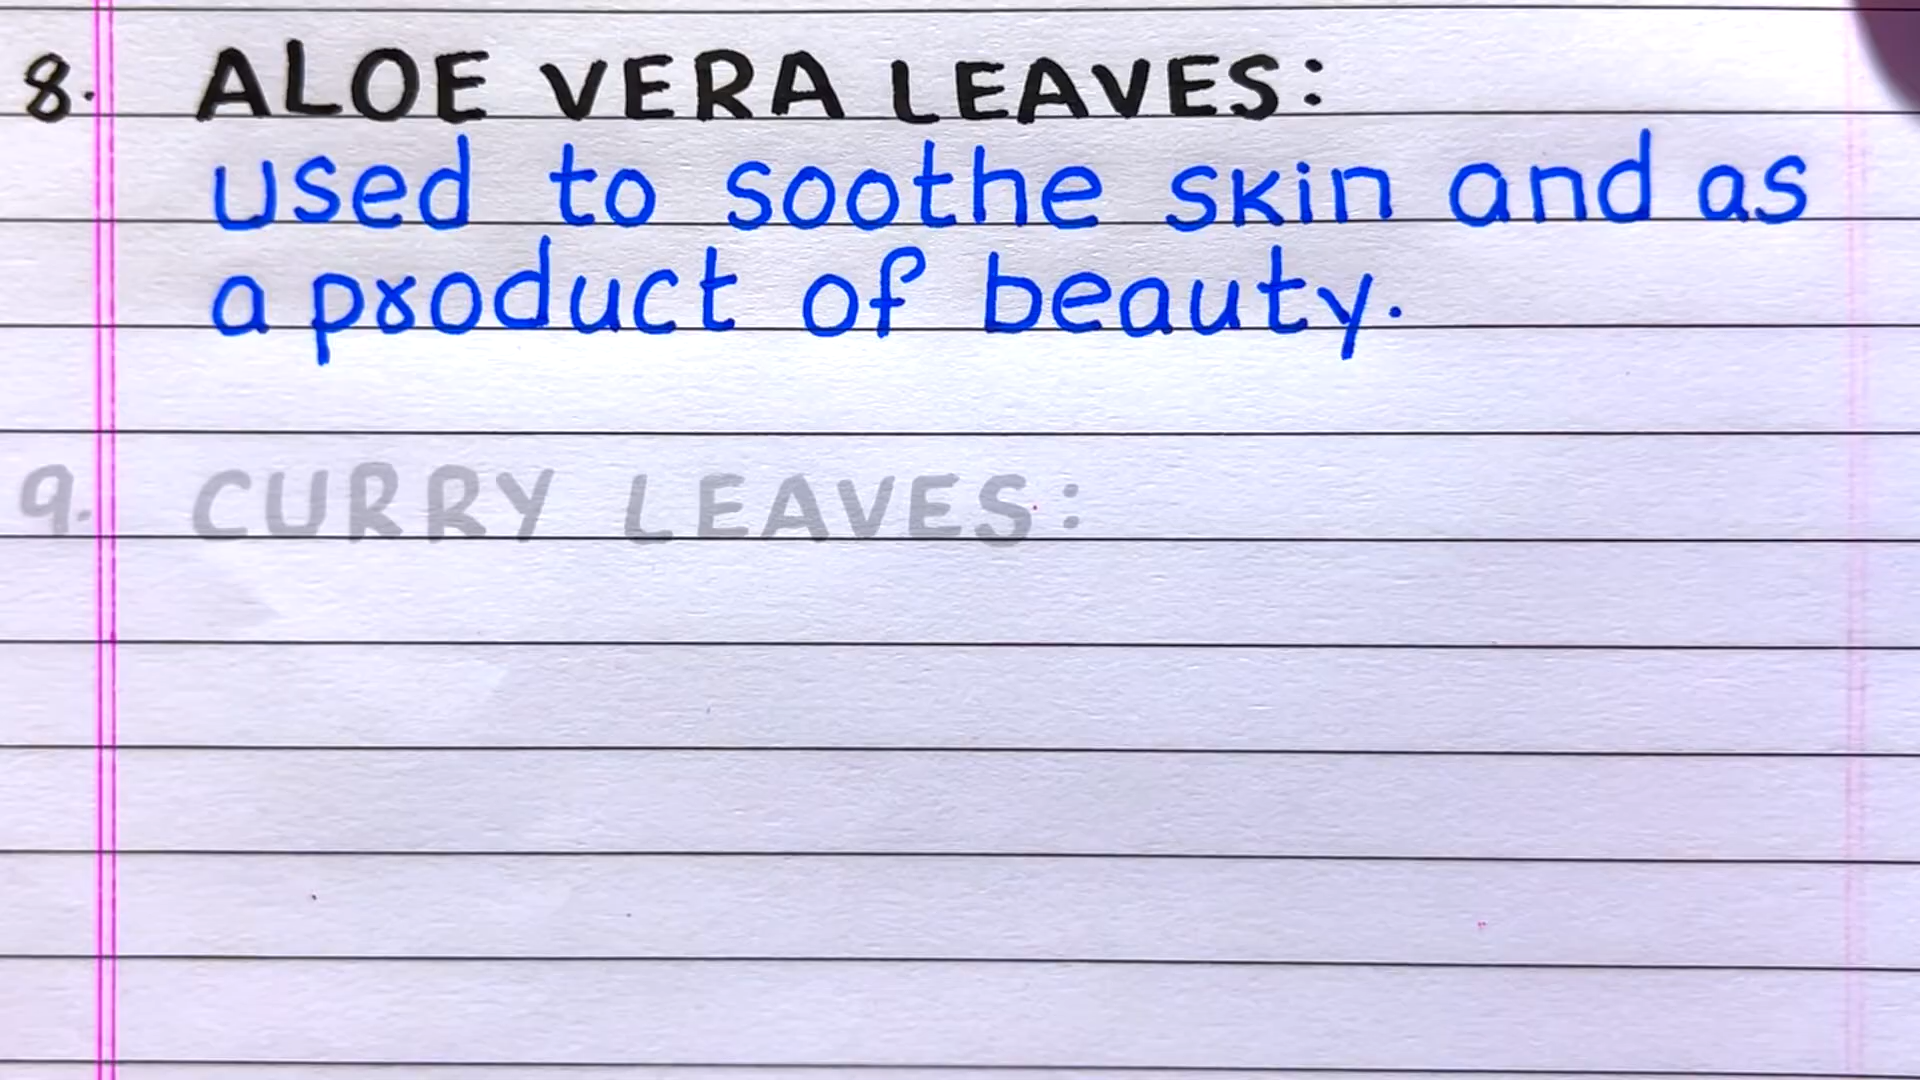 8. ALOE VERA LEAVES:
used to soothe skin and as
a product of beauty.
9. CURRY LEAVES: